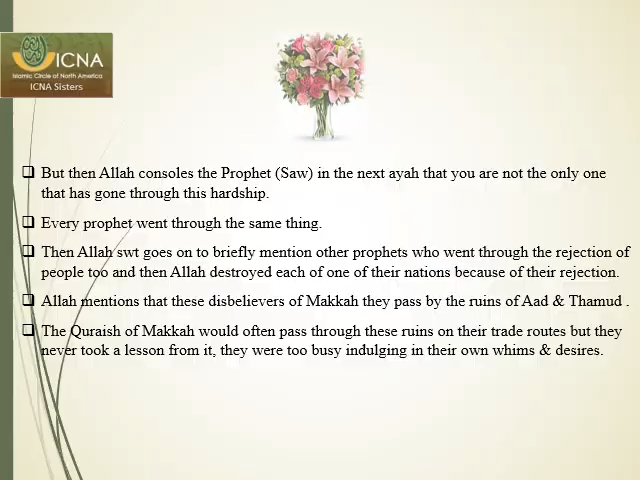 ICNA
Islamic Circle of North America
ICNA Sisters
But then Allah consoles the Prophet (Saw) in the next ayah that you are not the only one
that has gone through this hardship.
Every prophet went through the same thing.
Then Allah swt goes on to briefly mention other prophets who went through the rejection of
people too and then Allah destroyed each of one of their nations because of their rejection.
Allah mentions that these disbelievers of Makkah they pass by the ruins of Aad & Thamud .
The Quraish of Makkah would often pass through these ruins on their trade routes but they
never took a lesson from it, they were too busy indulging in their own whims & desires.